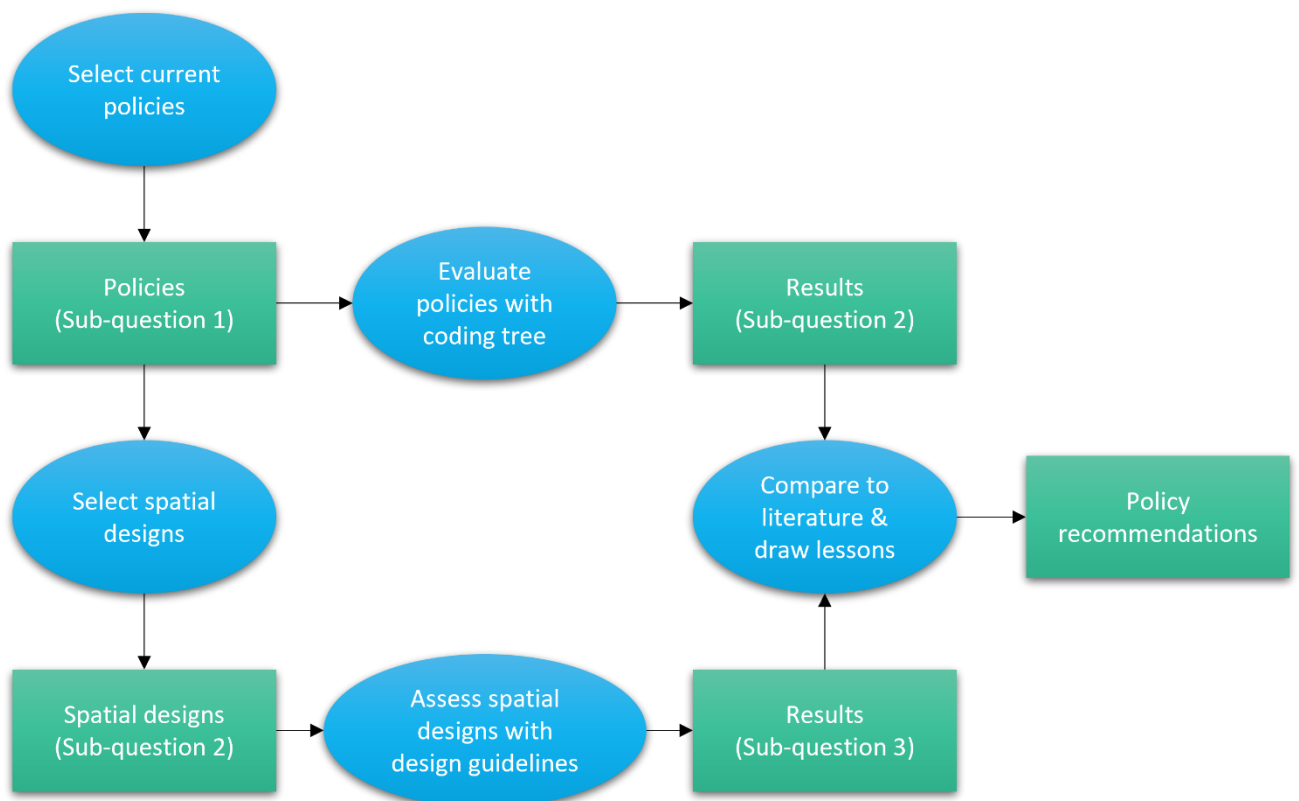 Select current
policies
Policies
(Sub-question 1)
Evaluate
policies with
coding tree
Results
(Sub-question 2)
Select spatial
designs
Compare to
literature &
draw lessons
Policy
recommendations
Spatial designs
(Sub-question 2)
Assess spatial
designs with
design guidelines
Results
(Sub-question 3)